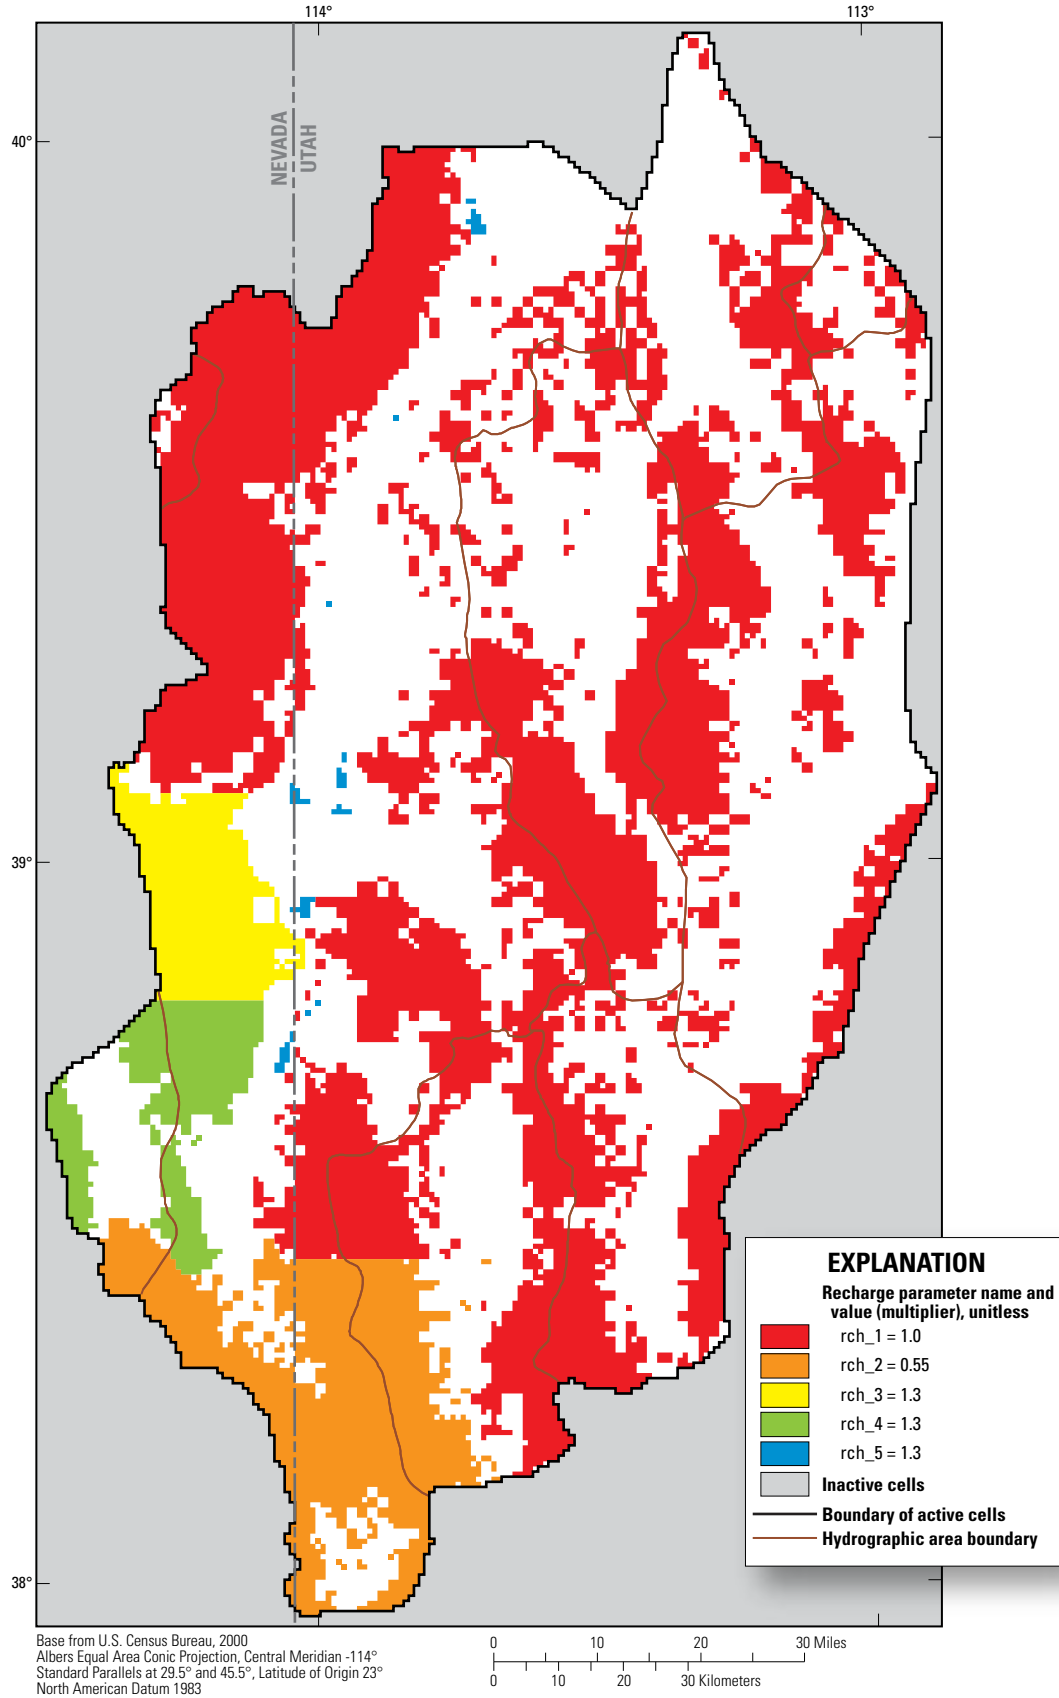 114°
113°
40°
NEVADA
UTAH
39°
38°
EXPLANATION
Recharge parameter name and
value (multiplier), unitless
rch_1 = 1.0
rch_2 = 0.55
rch_3 = 1.3
rch_4 = 1.3
rch_5 = 1.3
Inactive cells
Boundary of active cells
Hydrographic area boundary
Base from U.S. Census Bureau, 2000
Albers Equal Area Conic Projection, Central Meridian -114°
Standard Parallels at 29.5° and 45.5°, Latitude of Origin 23°
North American Datum 1983
0 10 20 30 Miles
0 10 20 30 Kilometers